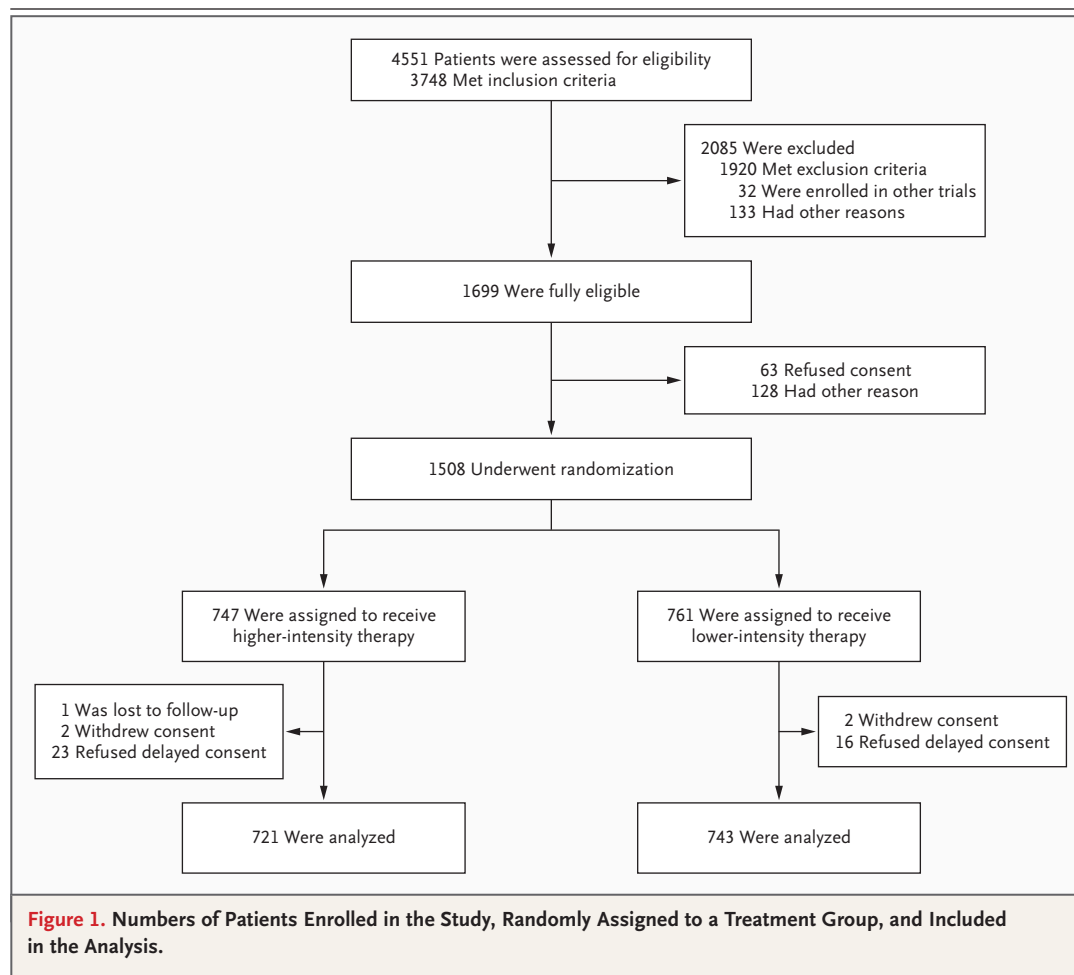 4551 Patients were assessed for eligibility
3748 Met inclusion criteria
2085 Were excluded
1920 Met exclusion criteria
32 Were enrolled in other trials
133 Had other reasons
1699 Were fully eligible
63 Refused consent
128 Had other reason
1508 Underwent randomization
747 Were assigned to receive
higher-intensity therapy
761 Were assigned to receive
lower-intensity therapy
1 Was lost to follow-up
2 Withdrew consent
23 Refused delayed consent
2 Withdrew consent
16 Refused delayed consent
721 Were analyzed
743 Were analyzed
Figure 1. Numbers of Patients Enrolled in the Study, Randomly Assigned to a Treatment Group, and Included
in the Analysis.